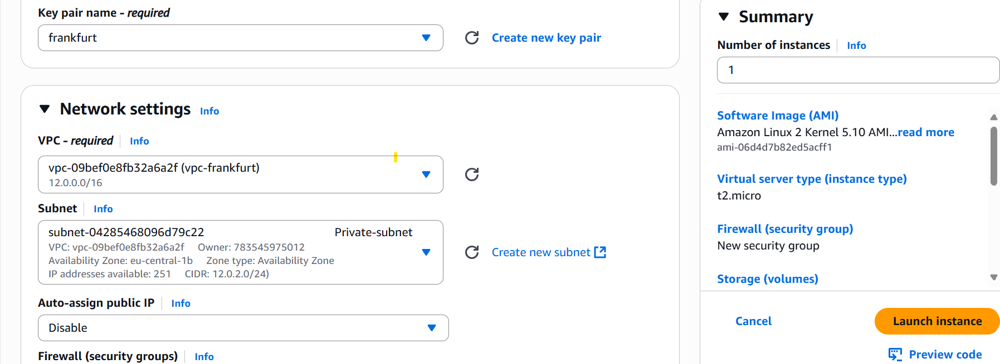 Key pair name - required
frankfurt
Create new key pair
Network settings Info
VPC - required Info
vpc-09bef0e8fb32a6a2f (vpc-frankfurt)
12.0.0.0/16
Subnet Info
subnet-04285468096d79c22 Private-subnet
VPC: vpc-09bef0e8fb32a6a2f Owner: 783545975012
Availability Zone: eu-central-1b Zone type: Availability Zone
IP addresses available: 251 CIDR: 12.0.2.0/24)
Create new subnet
Auto-assign public IP Info
Disable
Firewall (security groups) Info
Summary
Number of instances Info
1
Software Image (AMI)
Amazon Linux 2 Kernel 5.10 AMI...read more
ami-06d4d7b82ed5acff1
Virtual server type (instance type)
t2.micro
Firewall (security group)
New security group
Storage (volumes)
Cancel
Launch instance
Preview code